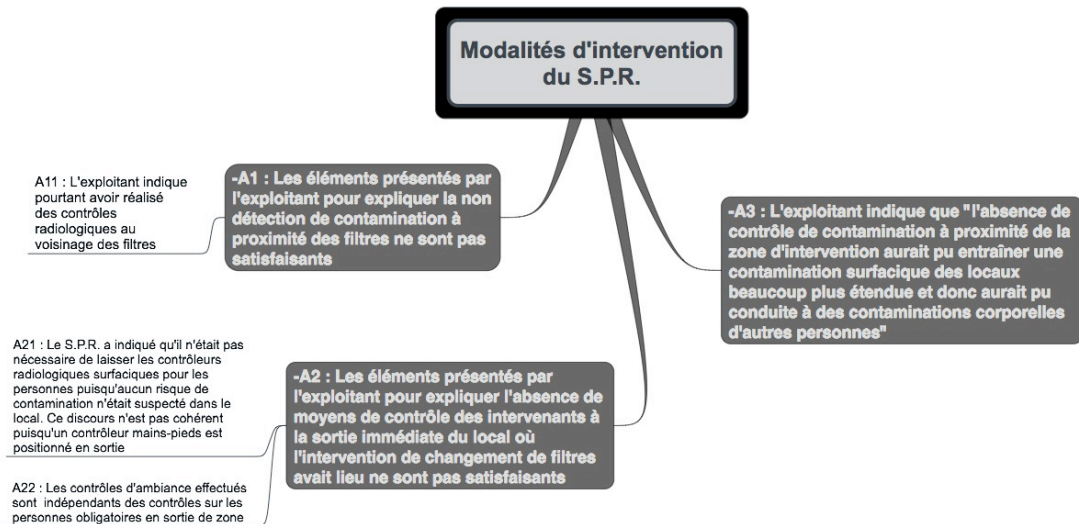 Modalités d'intervention
du S.P.R.
A11 : L'exploitant indique
pourtant avoir réalisé
des contrôles
radiologiques au
voisinage des filtres
-A1 : Les éléments présentés par
l'exploitant pour expliquer la non
détection de contamination à
proximité des filtres ne sont pas
satisfaisants
-A3 : L'exploitant indique que "l'absence de
contrôle de contamination à proximité de la
zone d'intervention aurait pu entraîner une
contamination surfacique des locaux
beaucoup plus étendue et donc aurait pu
conduite à des contaminations corporelles
d'autres personnes"
A21 : Le S.P.R. a indiqué qu'il n'était pas
nécessaire de laisser les contrôleurs
radiologiques surfaciques pour les
personnes puisqu'aucun risque de
contamination n'était suspecté dans le
local. Ce discours n'est pas cohérent
puisqu'un contrôleur mains-pieds est
positionné en sortie
-A2 : Les éléments présentés par
l'exploitant pour expliquer l'absence de
moyens de contrôle des intervenants à
la sortie immédiate du local où
l'intervention de changement de filtres
avait lieu ne sont pas satisfaisants
A22 : Les contrôles d'ambiance effectués
sont indépendants des contrôles sur les
personnes obligatoires en sortie de zone